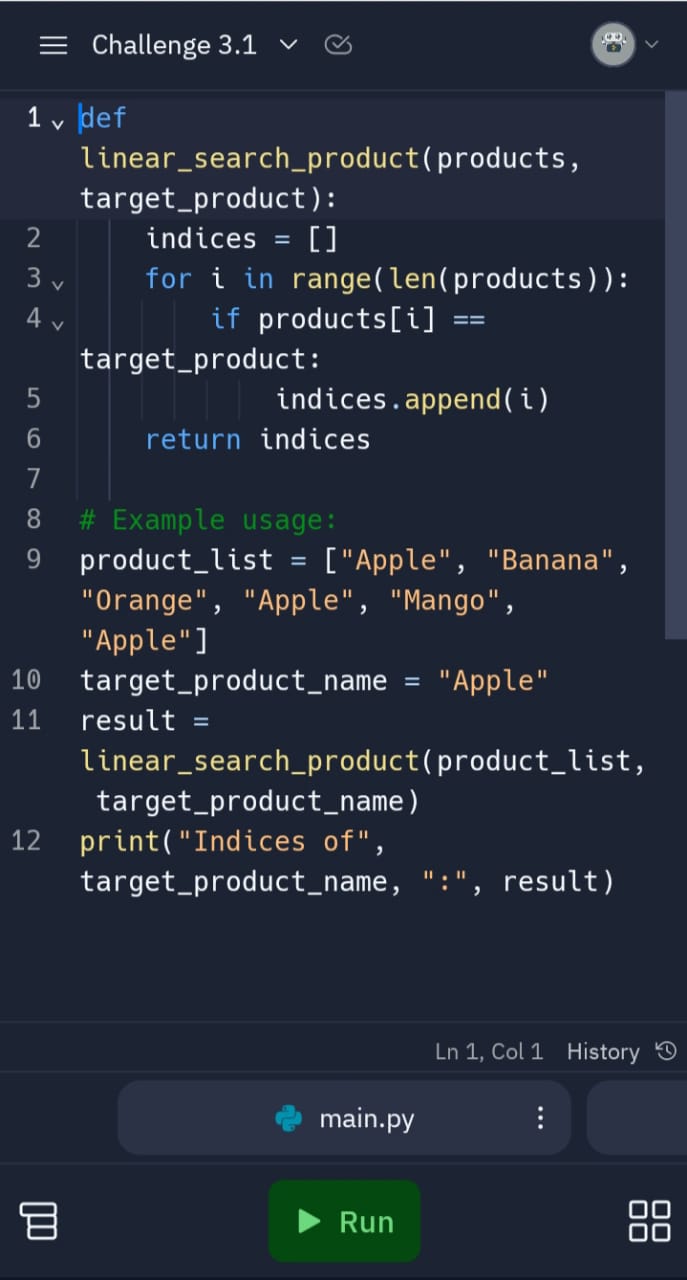 Challenge 3.1
1 def
linear_search_product(products,
target_product):
2 indices = []
3 for i in range(len(products)):
4 if products[i] ==
target_product:
5 indices.append(i)
6 return indices
7
8 # Example usage:
9 product_list = ["Apple", "Banana",
"Orange", "Apple", "Mango",
"Apple"]
10 target_product_name = "Apple"
11 result =
linear_search_product(product_list,
target_product_name)
12 print("Indices of",
target_product_name, ":", result)
Ln 1, Col 1 History
main.py
Run